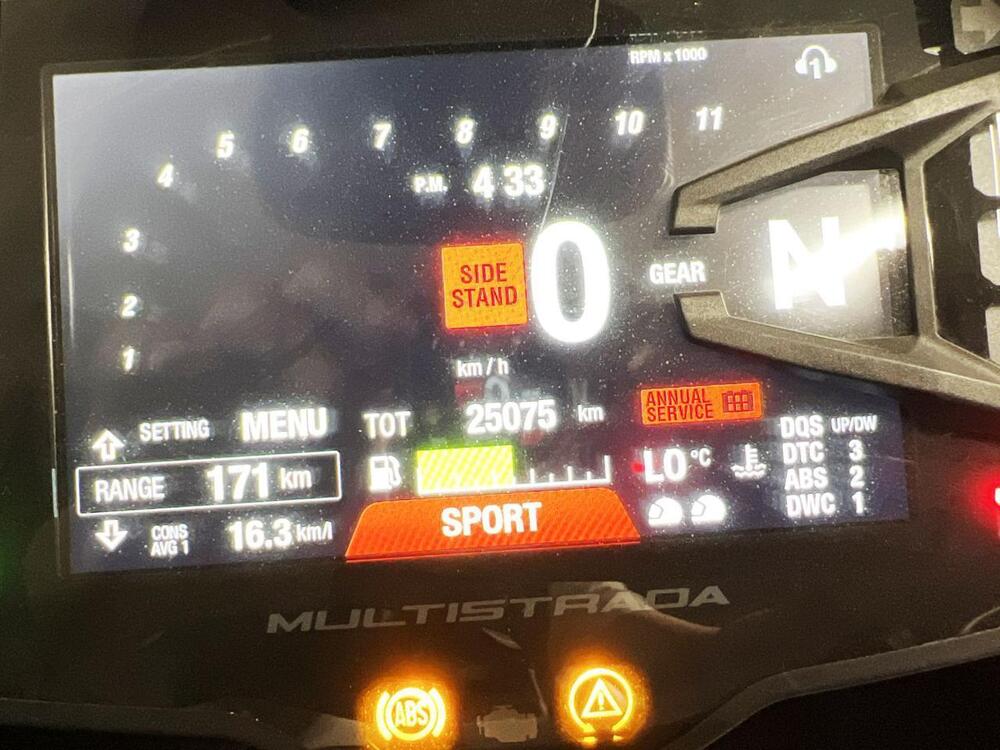 RPM x 1000
1
4 5 6 7 8 9 10 11
P.M. 4 33
3
2
1
SIDE
STAND
0
GEAR
N
km/h
SETTING MENU
TOT 25075 km
ANNUAL
SERVICE
RANGE 171 km
CONS
AVG 1
16.3 km/l
SPORT
LO °C
DQS UP/DW
DTC 3
ABS 2
DWC 1
MULTISTRADA
ABS